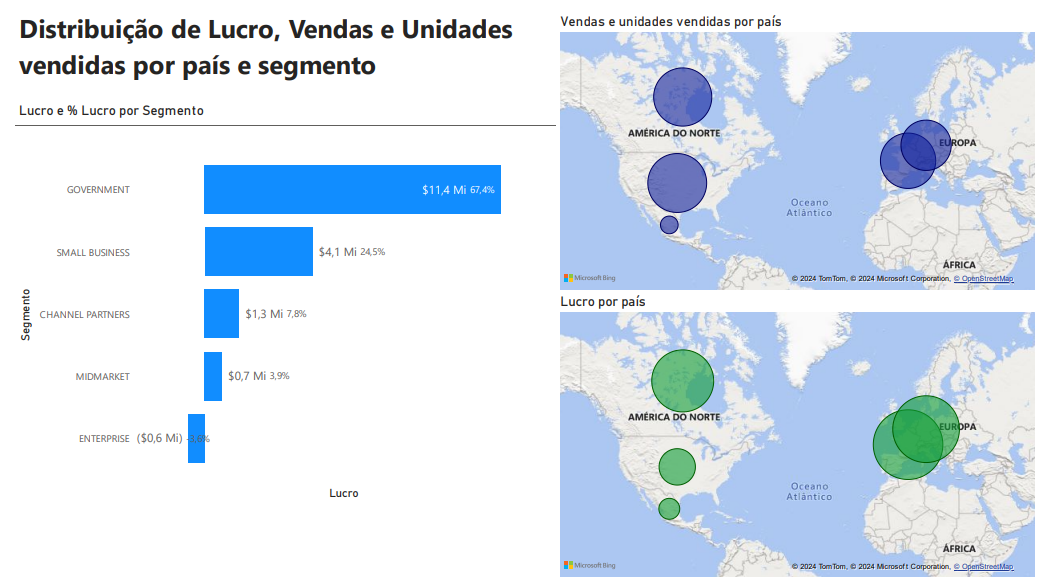 Distribuição de Lucro, Vendas e Unidades
vendidas por país e segmento
Lucro e % Lucro por Segmento
Segmento
GOVERNMENT $11,4 Mi 67,4%
SMALL BUSINESS $4,1 Mi 24,5%
CHANNEL PARTNERS $1,3 Mi 7,8%
MIDMARKET $0,7 Mi 3,9%
ENTERPRISE ($0,6 Mi)
Lucro
Vendas e unidades vendidas por país
AMÉRICA DO NORTE
EUROPA
Oceano
Atlântico
ÁFRICA
Microsoft Bing
© 2024 TomTom, © 2024 Microsoft Corporation, © OpenStreetMap
Lucro por país
AMÉRICA DO NORTE
EUROPA
Oceano
Atlântico
ÁFRICA
Microsoft Bing
© 2024 TomTom, © 2024 Microsoft Corporation, © OpenStreetMap